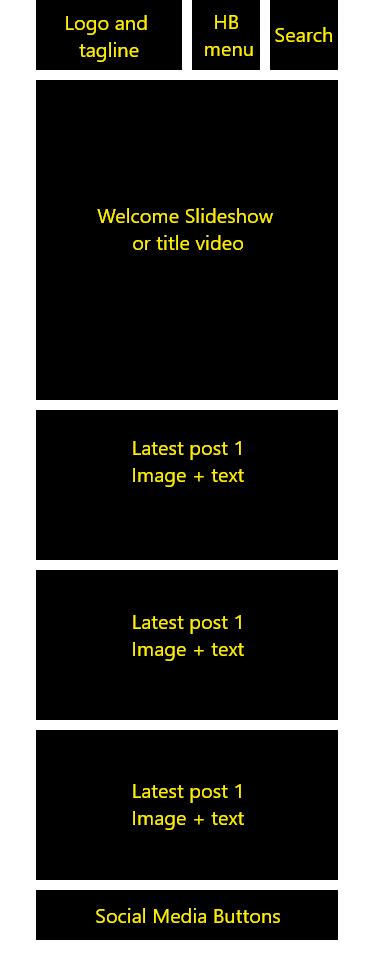 Logo and
tagline
HB
menu
Search
Welcome Slideshow
or title video
Latest post 1
Image + text
Latest post 1
Image + text
Latest post 1
Image + text
Social Media Buttons